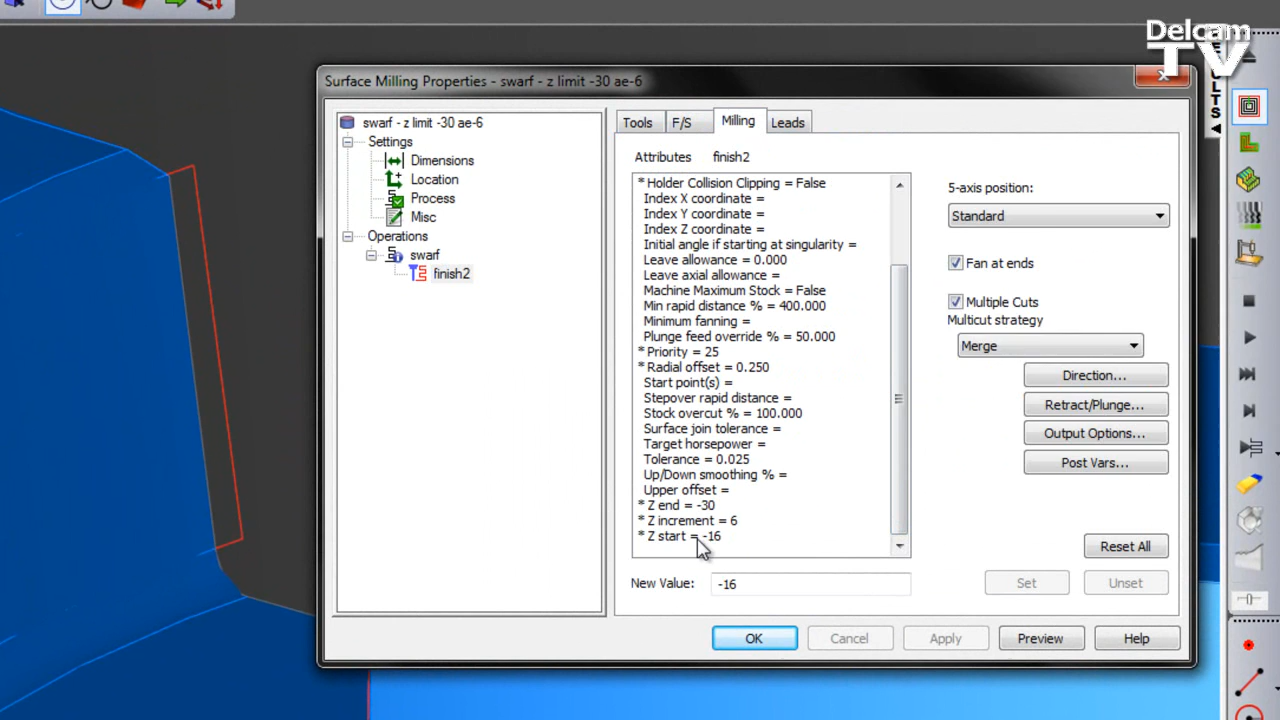 Delcam
TV
ULTS
Surface Milling Properties - swarf - z limit -30 ae-6
swarf - z limit -30 ae-6
Settings
Dimensions
Location
Process
Misc
Operations
swarf
finish2
Tools
F/S
Milling
Leads
Attributes
finish2
* Holder Collision Clipping = False
Index X coordinate =
Index Y coordinate =
Index Z coordinate =
Initial angle if starting at singularity =
Leave allowance = 0.000
Leave axial allowance =
Machine Maximum Stock = False
Min rapid distance % = 400.000
Minimum fanning =
Plunge feed override % = 50.000
* Priority = 25
* Radial offset = 0.250
Start point(s) =
Stepover rapid distance =
Stock overcut % = 100.000
Surface join tolerance =
Target horsepower =
Tolerance = 0.025
Up/Down smoothing % =
Upper offset =
* Z end = -30
* Z increment = 6
* Z start = -16
New Value:
-16
5-axis position:
Standard
Fan at ends
Multiple Cuts
Multicut strategy
Merge
Direction...
Retract/Plunge...
Output Options...
Post Vars...
Reset All
Set
Unset
OK
Cancel
Apply
Preview
Help